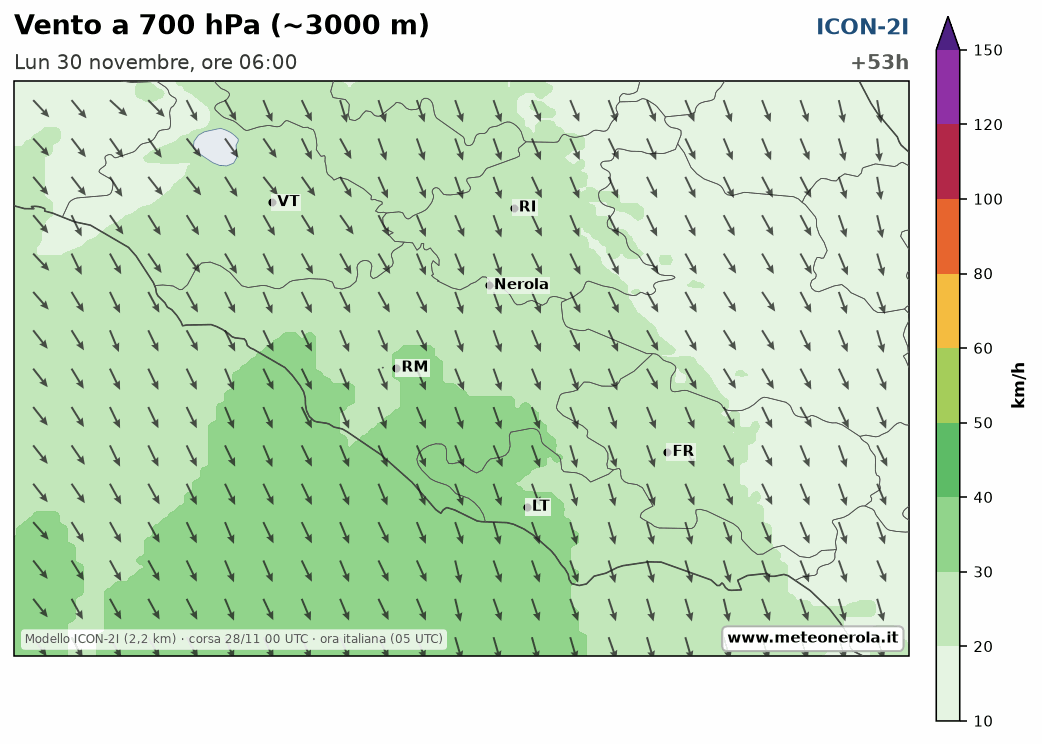 Vento a 700 hPa (~3000 m)
ICON-2I
Lun 30 novembre, ore 06:00
+53h
VT
RI
Nerola
RM
FR
LT
Modello ICON-2I (2,2 km) · corsa 28/11 00 UTC · ora italiana (05 UTC)
www.meteonerola.it
150
120
100
80
60
50
40
30
20
10
km/h